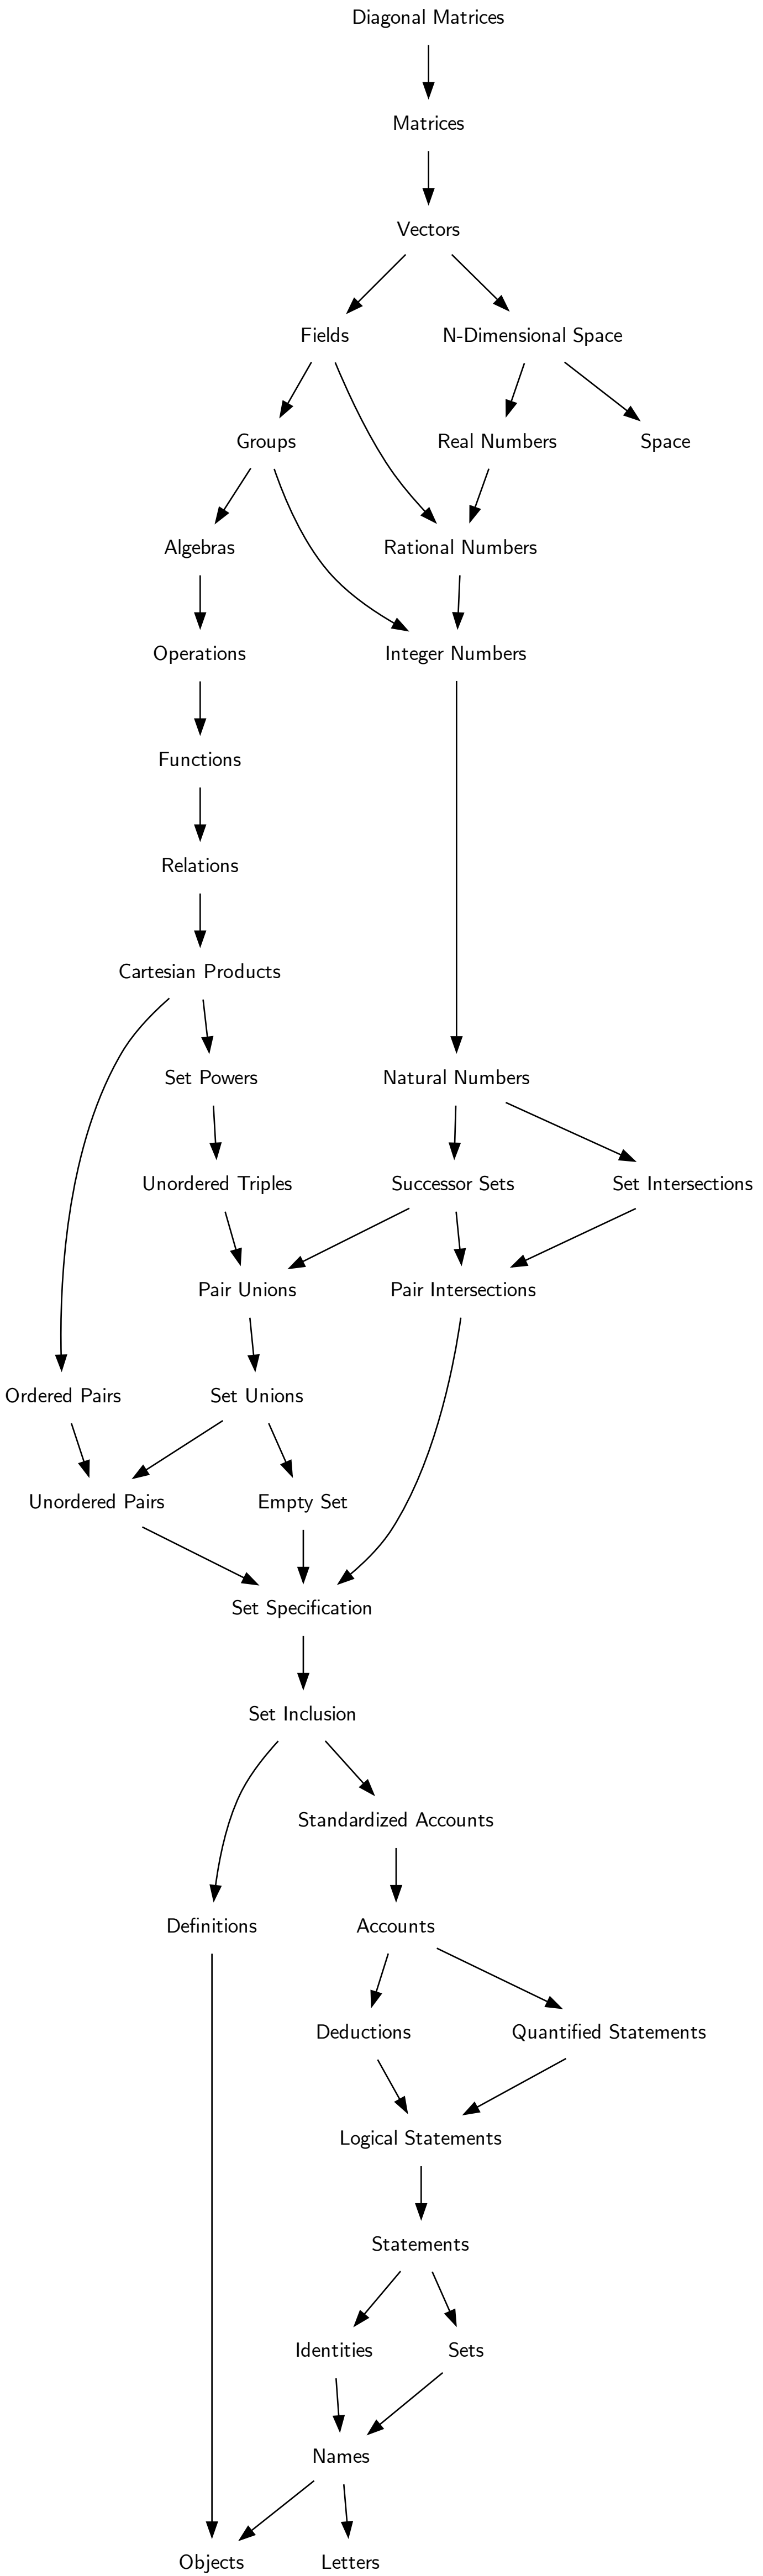 Diagonal Matrices
Matrices
Vectors
Fields
N-Dimensional Space
Groups
Real Numbers
Space
Algebras
Rational Numbers
Operations
Integer Numbers
Functions
Relations
Cartesian Products
Set Powers
Natural Numbers
Unordered Triples
Successor Sets
Set Intersections
Pair Unions
Pair Intersections
Ordered Pairs
Set Unions
Unordered Pairs
Empty Set
Set Specification
Set Inclusion
Standardized Accounts
Definitions
Accounts
Deductions
Quantified Statements
Logical Statements
Statements
Identities
Sets
Names
Objects
Letters